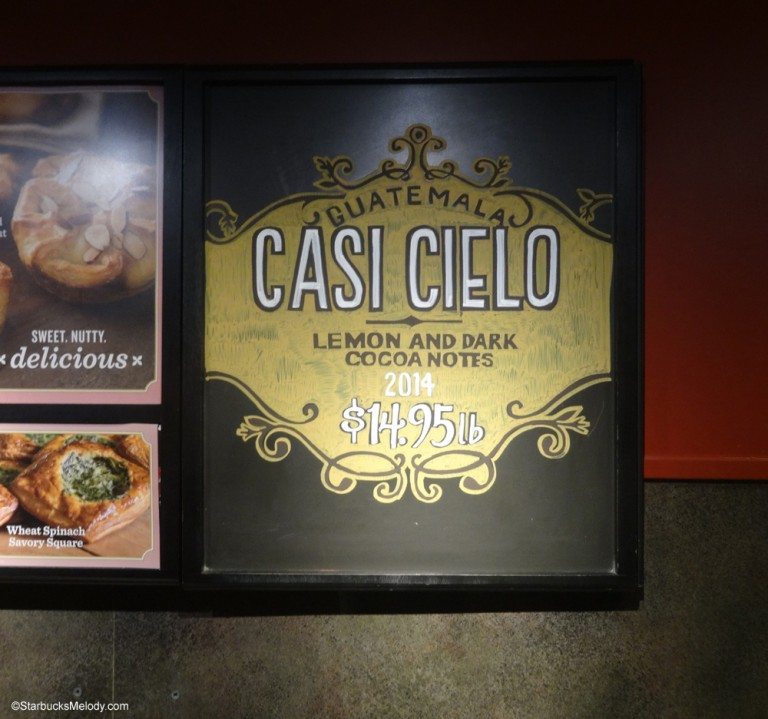 SWEET. NUTTY.
delicious
Wheat Spinach
Savory Square
GUATEMALA
CASI CIELO
LEMON AND DARK
COCOA NOTES
2014
$14.95lb
©StarbucksMelody.com